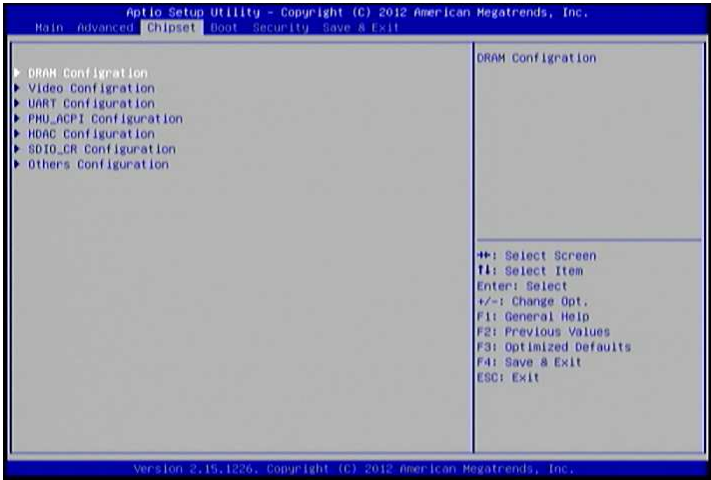 Aptio Setup Utility - Copyright (C) 2012 American Megatrends, Inc.
Main Advanced Chipset Boot Security Save & Exit
DRAM Configration
Video Configration
UART Configuration
PMU_ACPI Configuration
HDAC Configuration
SDIO_CR Configuration
Others Configuration
DRAM Configration
→←: Select Screen
↑↓: Select Item
Enter: Select
+/-: Change Opt.
F1: General Help
F2: Previous Values
F3: Optimized Defaults
F4: Save & Exit
ESC: Exit
Version 2.15.1226. Copyright (C) 2012 American Megatrends, Inc.